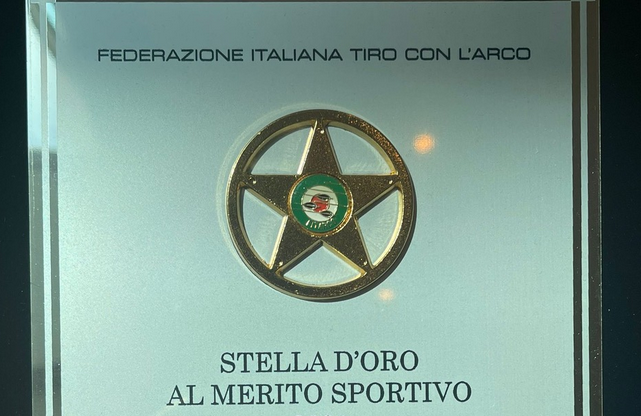 FEDERAZIONE ITALIANA TIRO CON L'ARCO
STELLA D'ORO
AL MERITO SPORTIVO